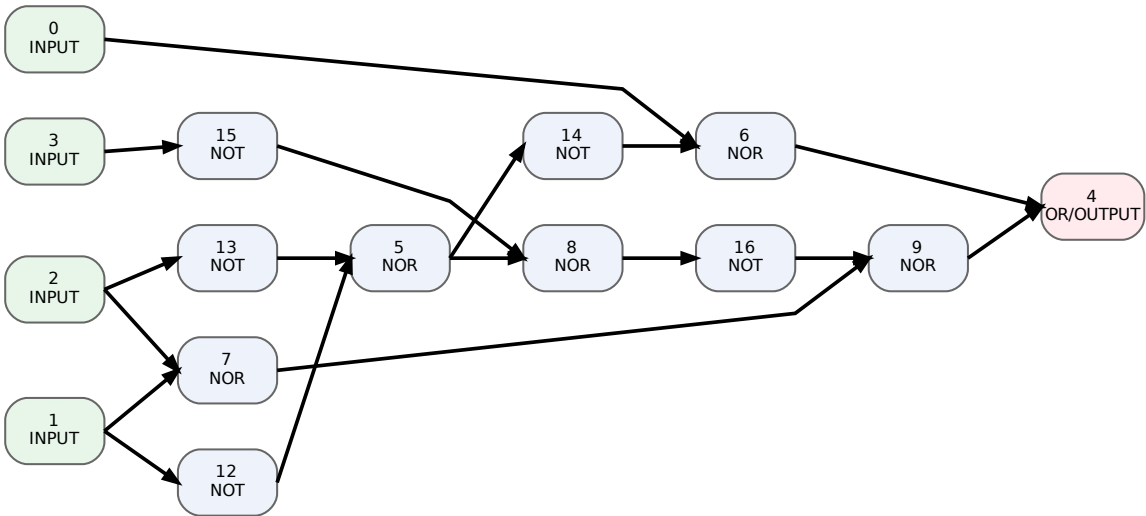 0
INPUT
3
INPUT
15
NOT
14
NOT
6
NOR
4
OR/OUTPUT
2
INPUT
13
NOT
5
NOR
8
NOR
16
NOT
9
NOR
7
NOR
1
INPUT
12
NOT